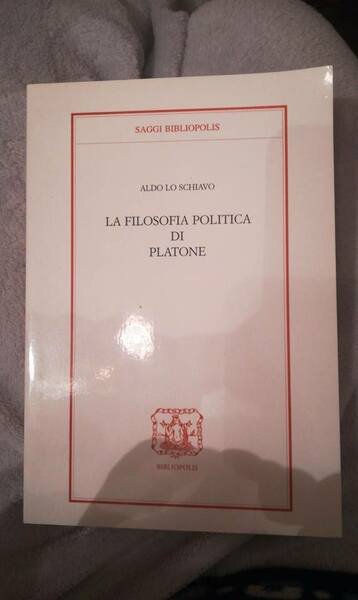 SAGGI BIBLIOPOLIS
ALDO LO SCHIAVO
LA FILOSOFIA POLITICA
DI
PLATONE
BIBLIOPOLIS